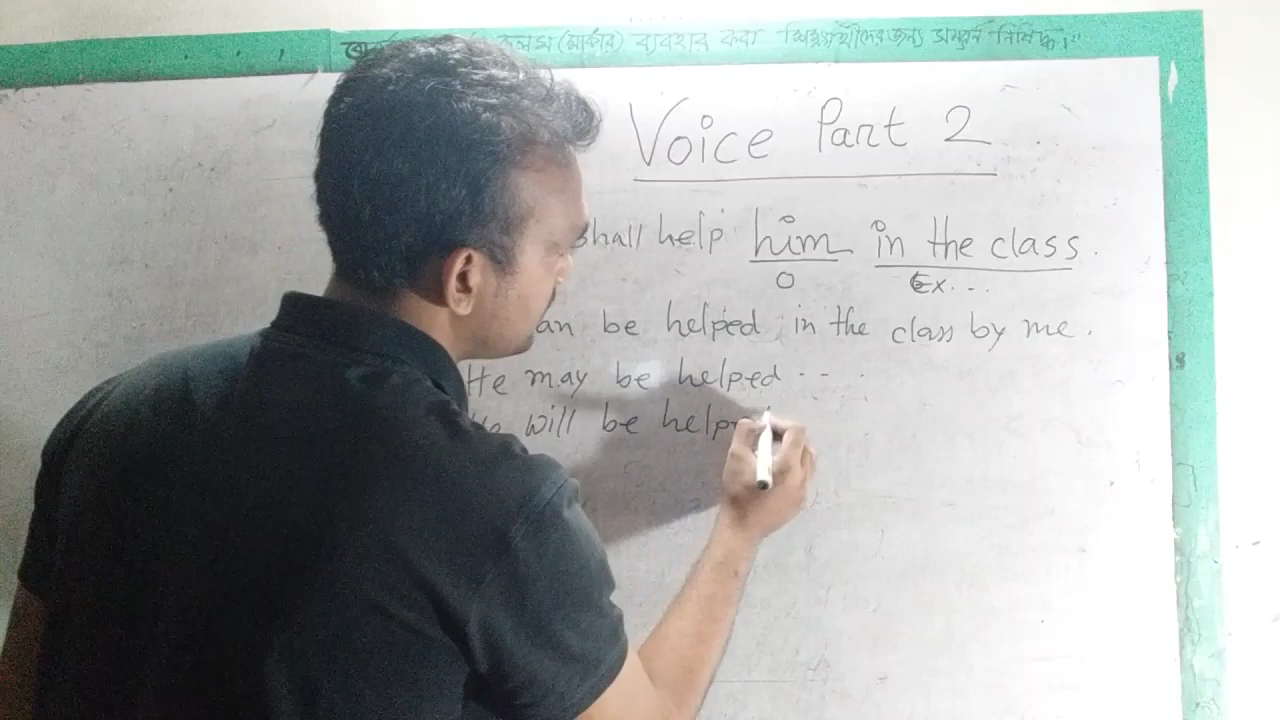 (মার্কার) ব্যবহার করা শিক্ষার্থীদের জন্য সম্পূর্ন নিষিদ্ধ।"
Voice Part 2
shall help him in the class.
O Ex...
an be helped in the class by me.
He may be helped ...
He will be help